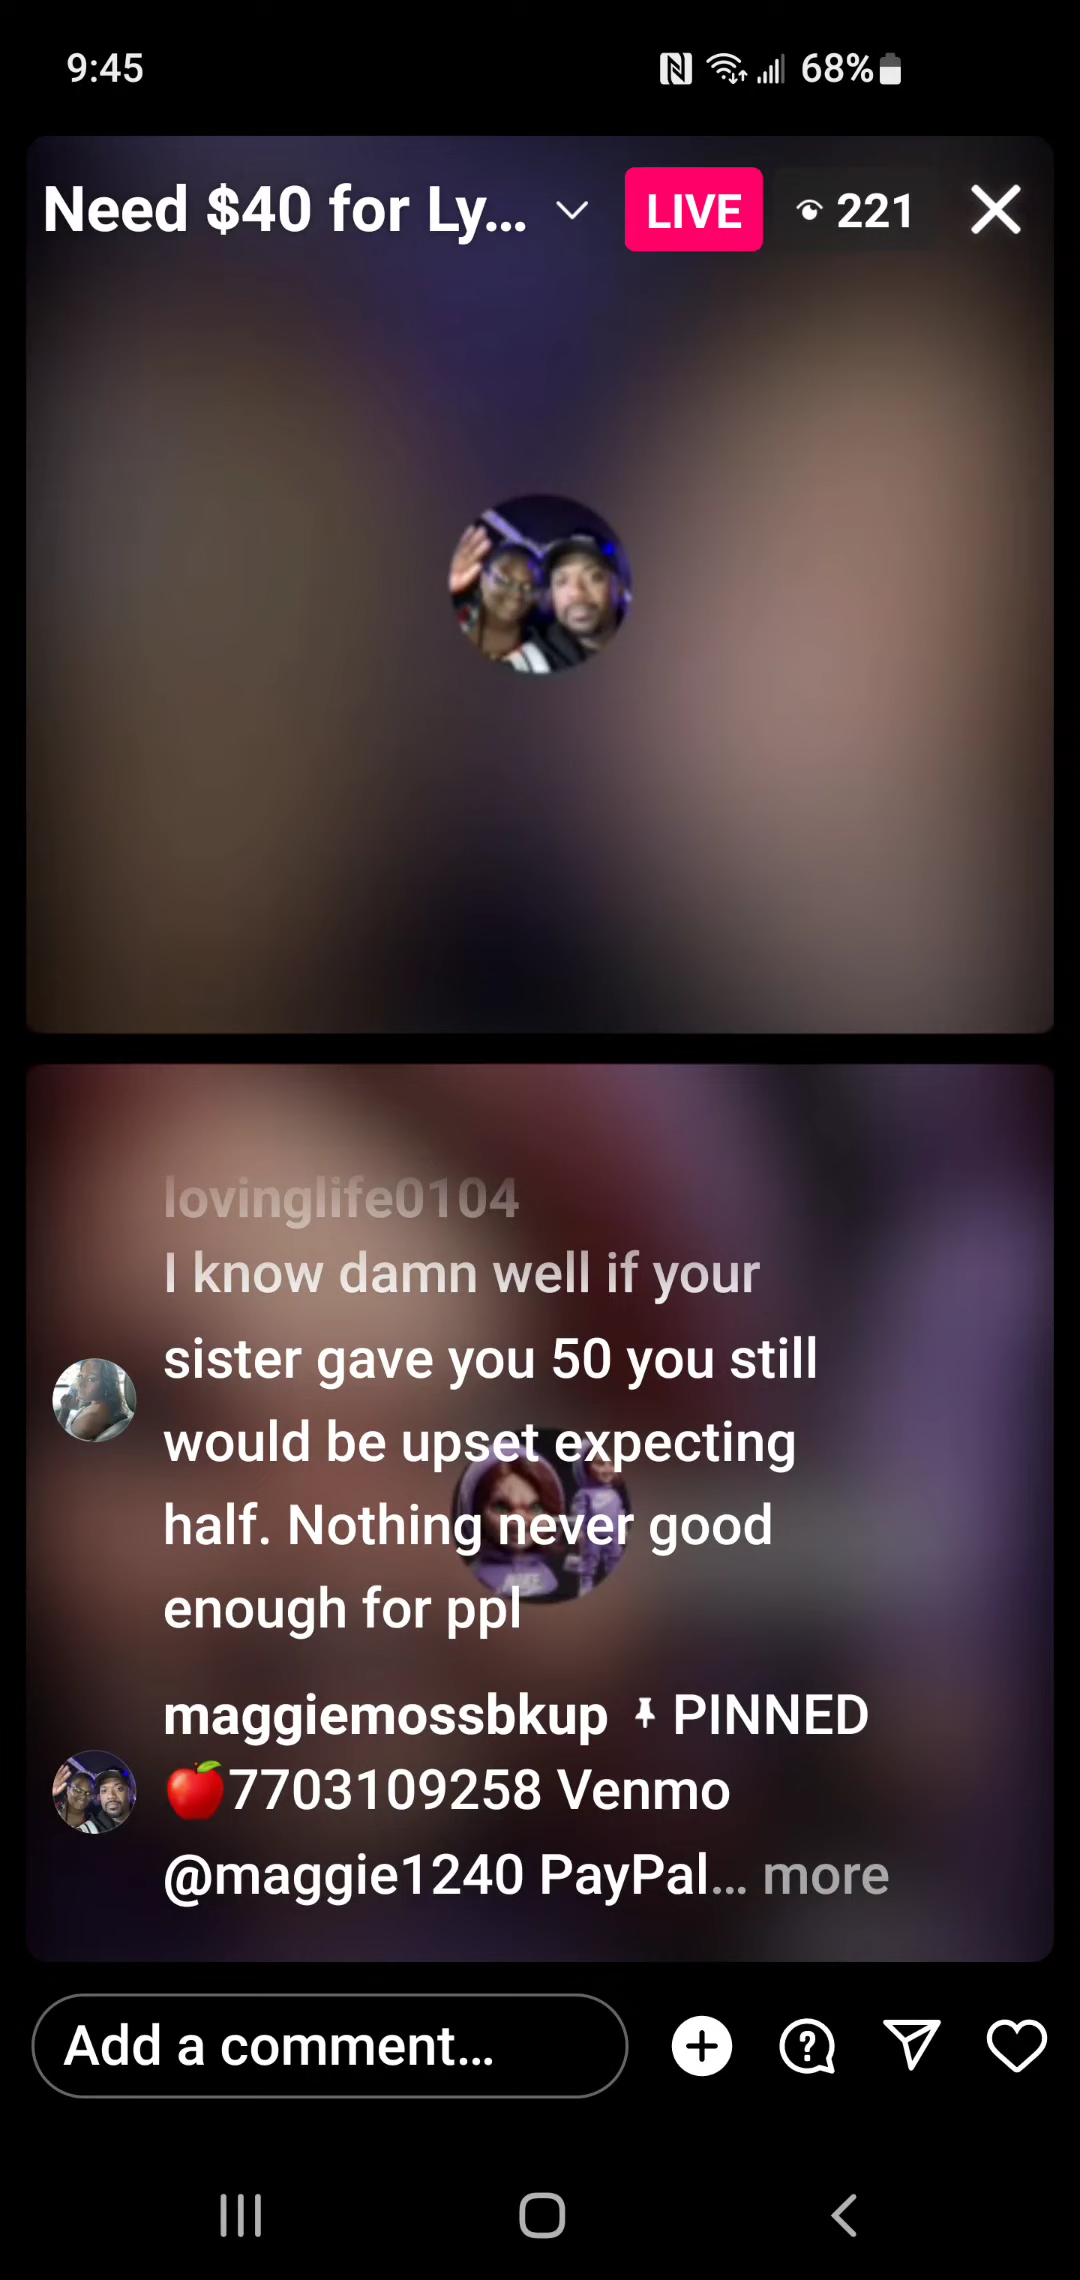 9:45 68%
Need $40 for Ly... LIVE 221
lovinglife0104
I know damn well if your
sister gave you 50 you still
would be upset expecting
half. Nothing never good
enough for ppl
maggiemossbkup PINNED
🍎7703109258 Venmo
@maggie1240 PayPal... more
Add a comment...